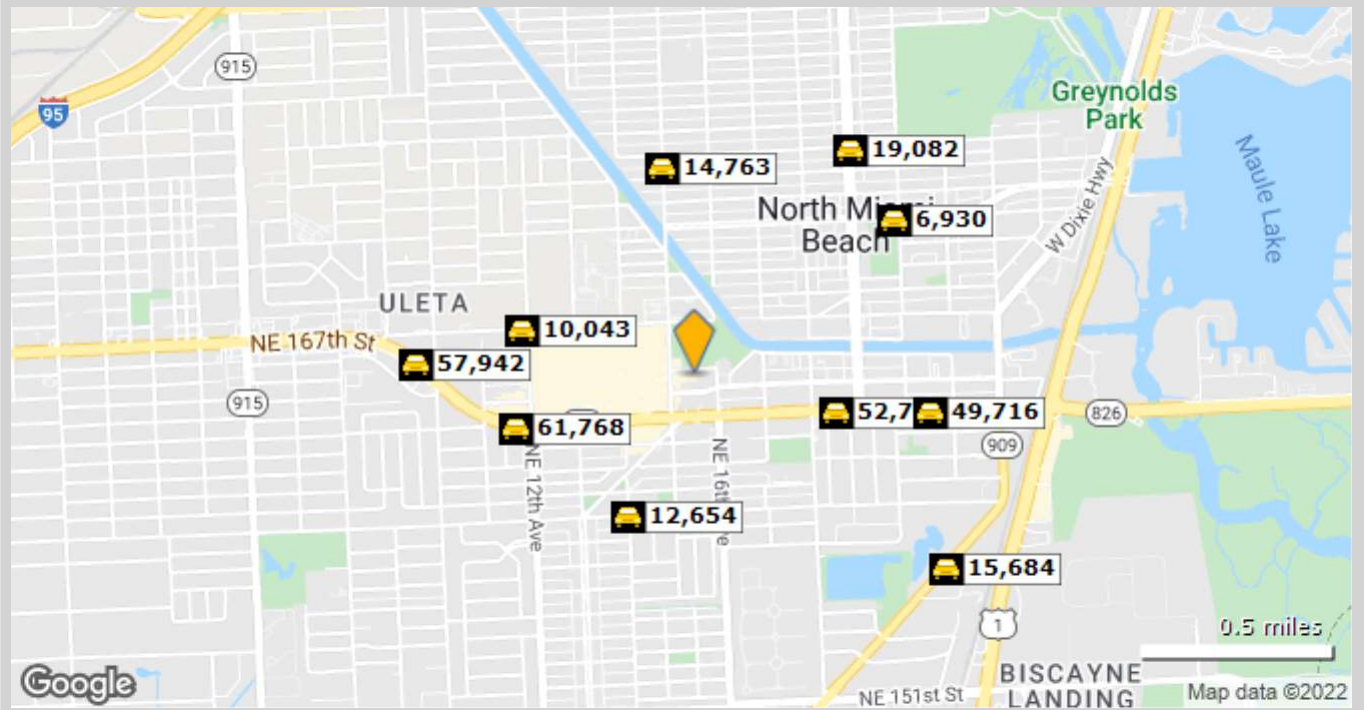 915
95
Greynolds
Park
Maule Lake
19,082
14,763
North Miami
Beach
6,930
W Dixie Hwy
ULETA
10,043
NE 167th St
57,942
915
52,7
49,716
826
61,768
909
NE 12th Ave
NE 16th Ave
12,654
15,684
1
0.5 miles
BISCAYNE
LANDING
NE 151st St
Google
Map data ©2022